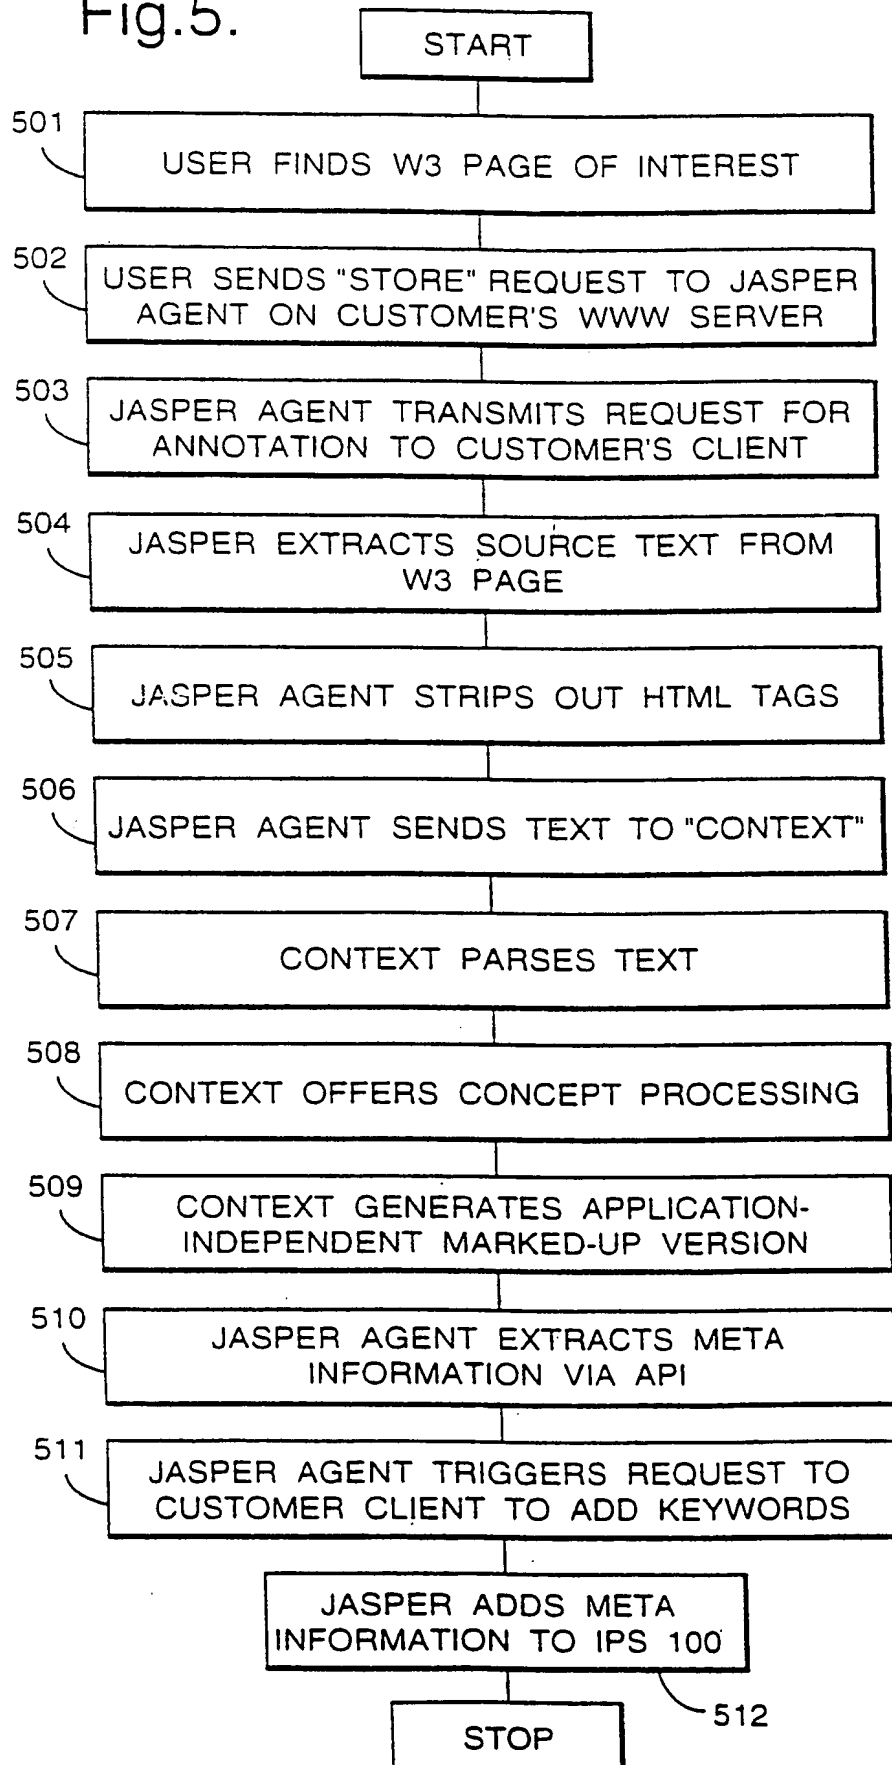 Fig.5.
START
501
USER FINDS W3 PAGE OF INTEREST
502
USER SENDS "STORE" REQUEST TO JASPER
AGENT ON CUSTOMER'S WWW SERVER
503
JASPER AGENT TRANSMITS REQUEST FOR
ANNOTATION TO CUSTOMER'S CLIENT
504
JASPER EXTRACTS SOURCE TEXT FROM
W3 PAGE
505
JASPER AGENT STRIPS OUT HTML TAGS
506
JASPER AGENT SENDS TEXT TO "CONTEXT"
507
CONTEXT PARSES TEXT
508
CONTEXT OFFERS CONCEPT PROCESSING
509
CONTEXT GENERATES APPLICATION-
INDEPENDENT MARKED-UP VERSION
510
JASPER AGENT EXTRACTS META
INFORMATION VIA API
511
JASPER AGENT TRIGGERS REQUEST TO
CUSTOMER CLIENT TO ADD KEYWORDS
JASPER ADDS META
INFORMATION TO IPS 100
512
STOP